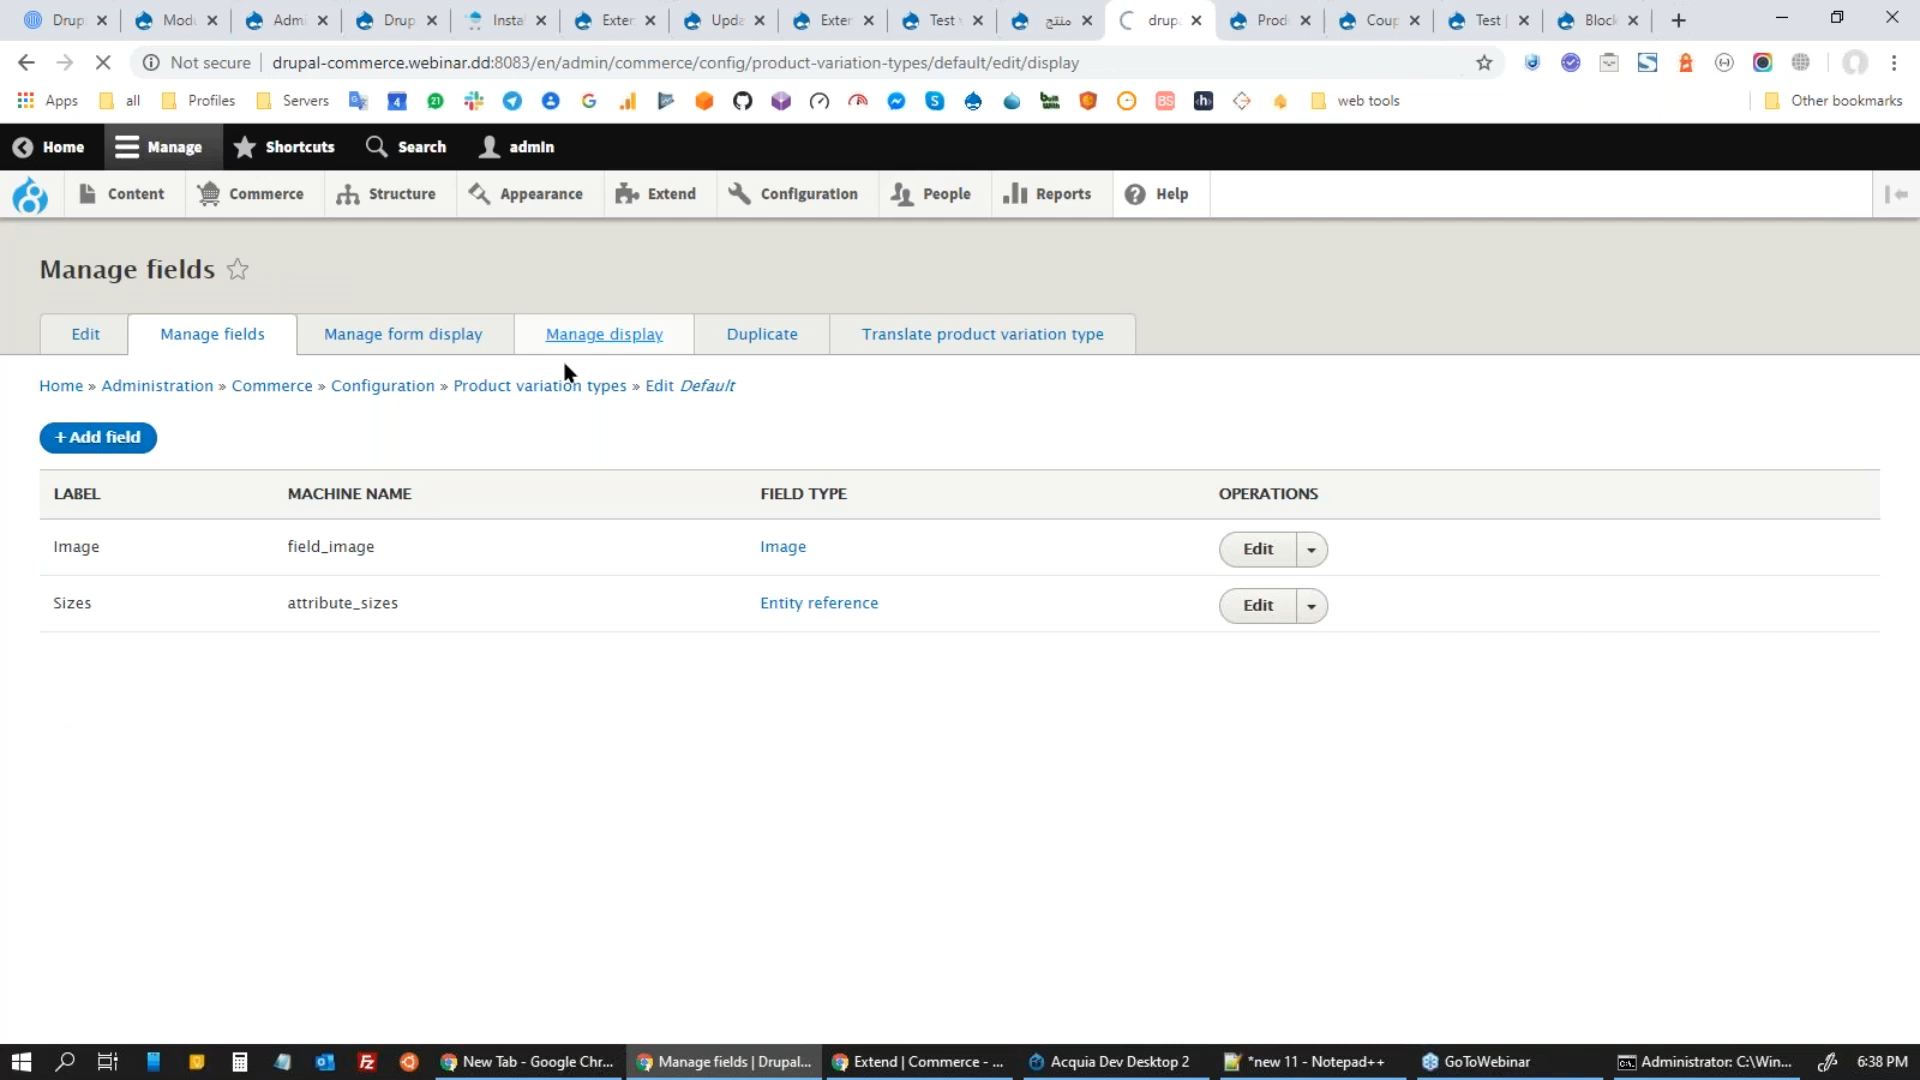 Drup Modu Admi Drup Instal Exter Upda Exter Test منتج drup Prod Coup Test | Block
Not secure | drupal-commerce.webinar.dd:8083/en/admin/commerce/config/product-variation-types/default/edit/display
Apps all Profiles Servers web tools Other bookmarks
Home Manage Shortcuts Search admin
Content Commerce Structure Appearance Extend Configuration People Reports Help
Manage fields
Edit Manage fields Manage form display Manage display Duplicate Translate product variation type
Home » Administration » Commerce » Configuration » Product variation types » Edit Default
+ Add field
LABEL MACHINE NAME FIELD TYPE OPERATIONS
Image field_image Image Edit
Sizes attribute_sizes Entity reference Edit
New Tab - Google Chr... Manage fields | Drupal... Extend | Commerce - ... Acquia Dev Desktop 2 *new 11 - Notepad++ GoToWebinar Administrator: C:\Win... 6:38 PM